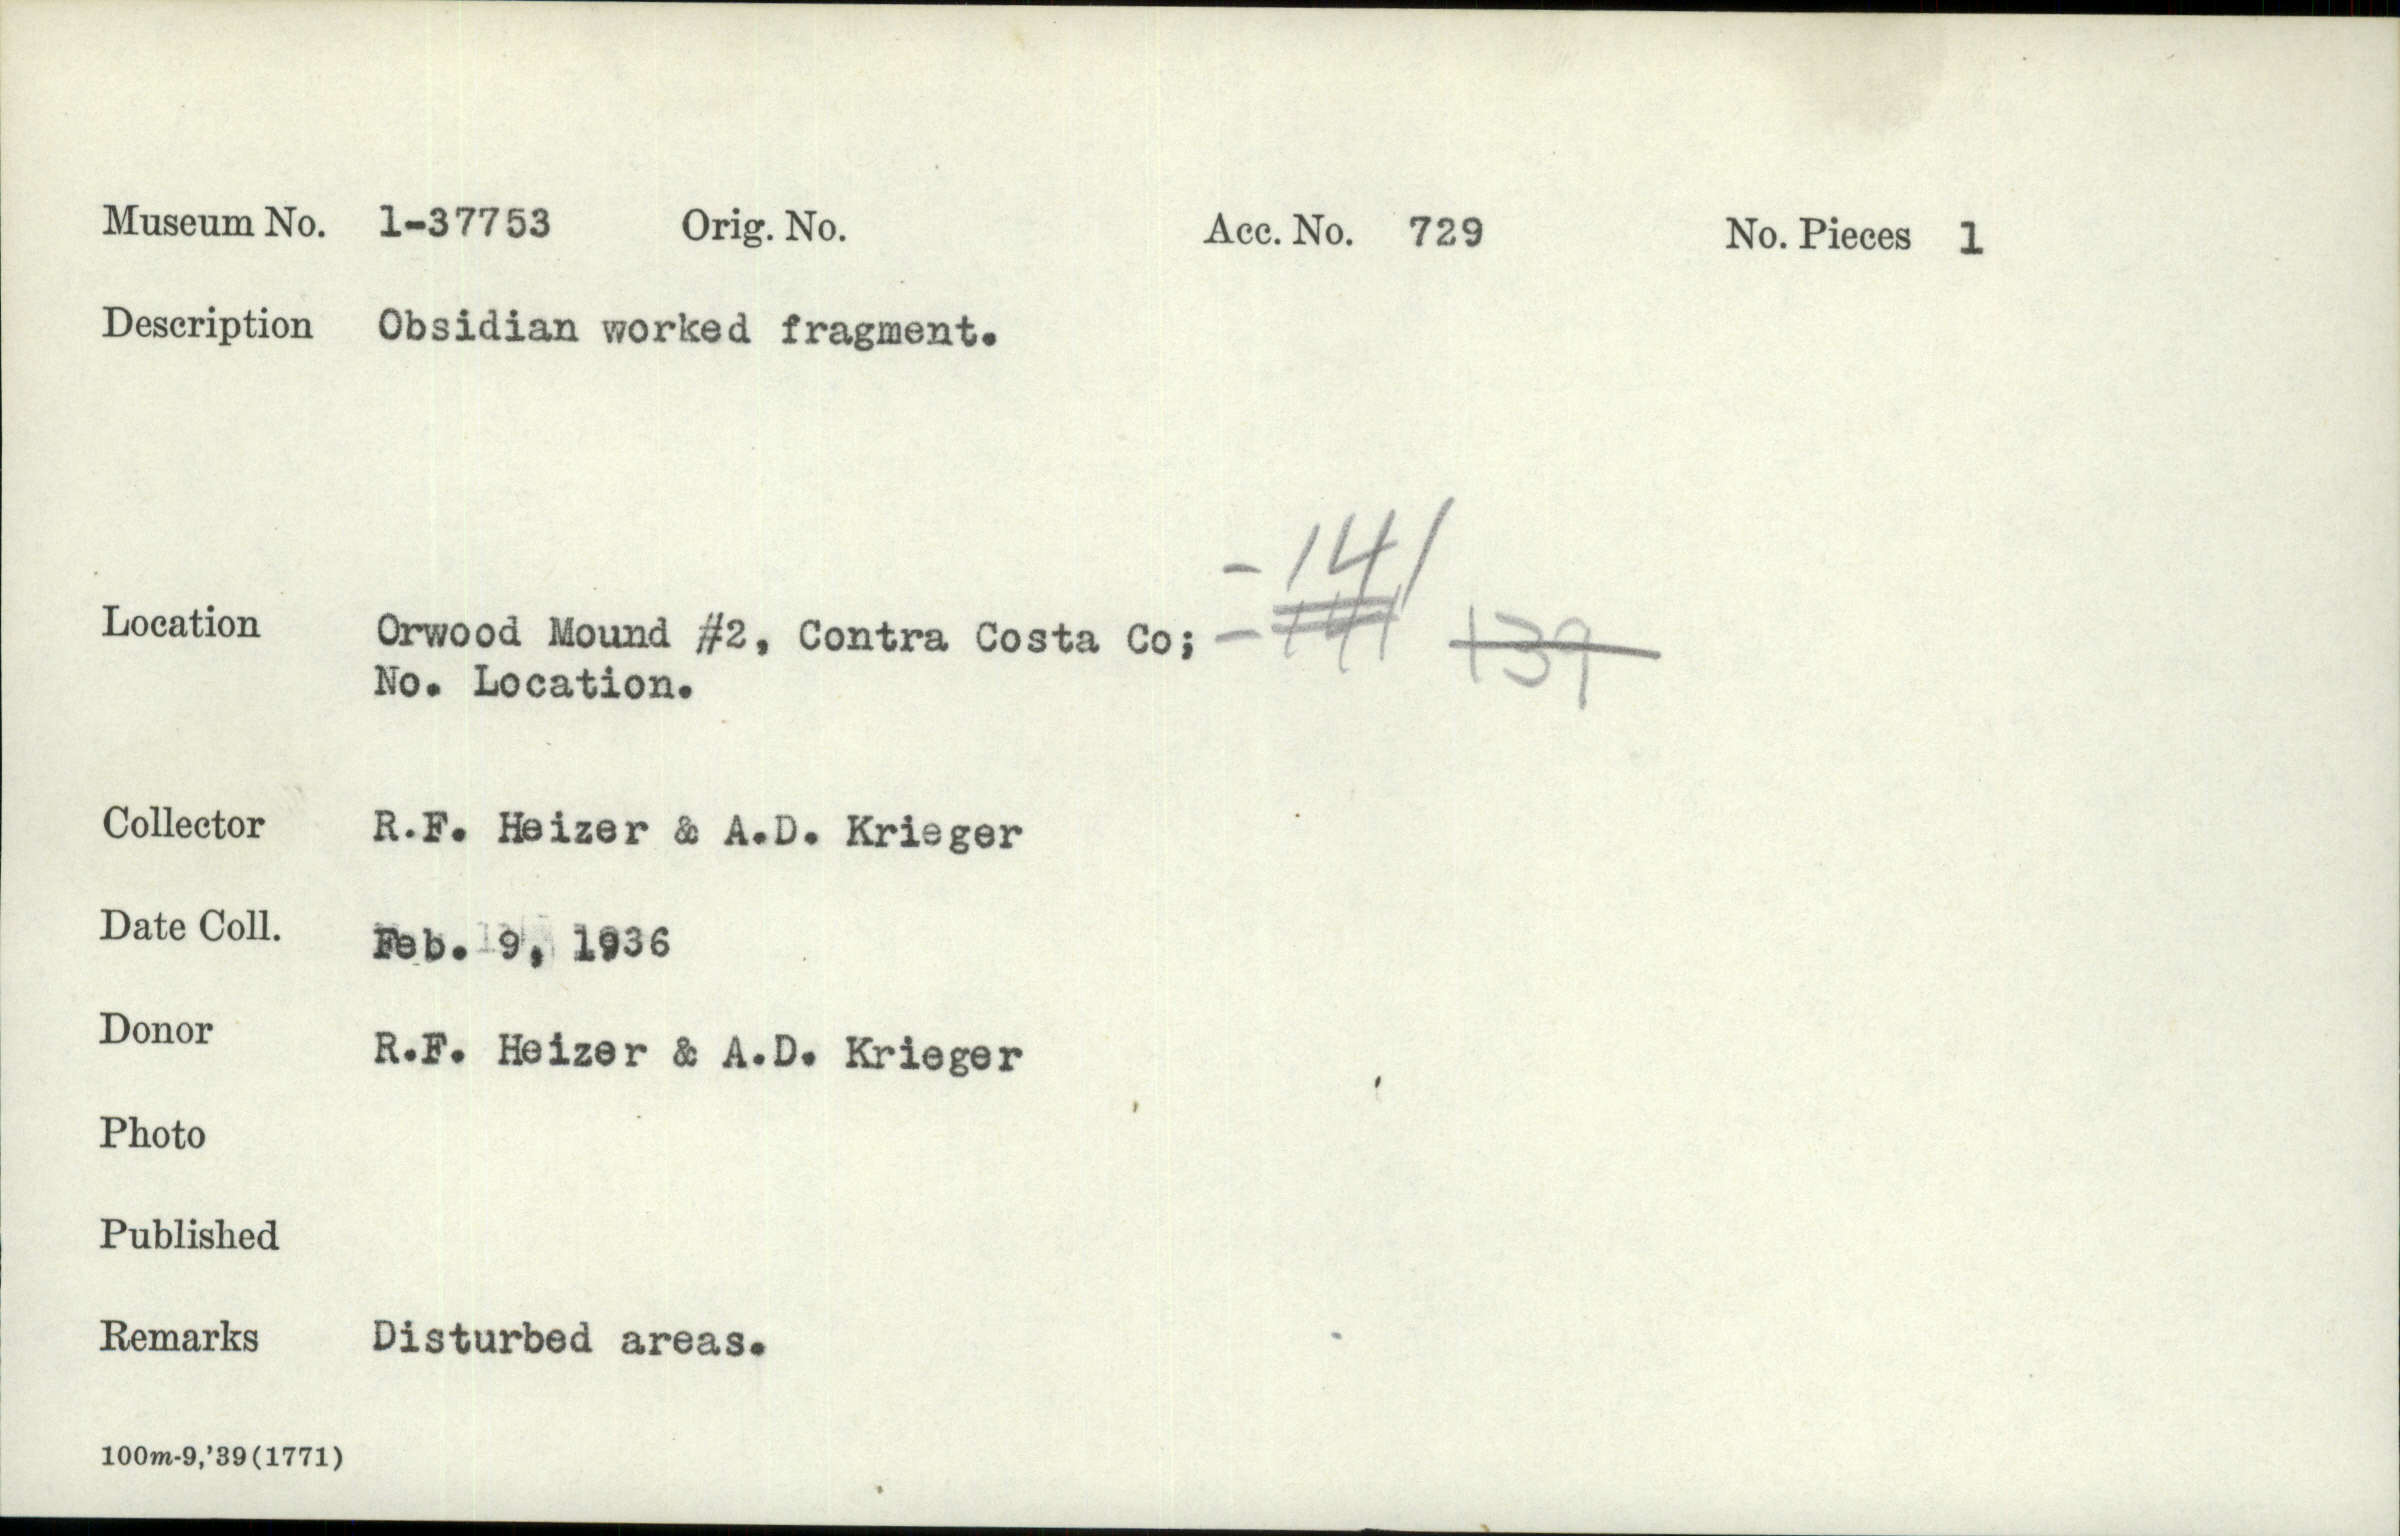 Museum No. 1-37753 Orig. No. Acc. No. 729 No. Pieces 1
Description Obsidian worked fragment.
-141
Location Orwood Mound #2, Contra Costa Co; -141 139
No. Location.
Collector R.F. Heizer & A.D. Krieger
Date Coll. Feb. 9, 1936
Donor R.F. Heizer & A.D. Krieger
Photo
Published
Remarks Disturbed areas.
100m-9,'39(1771)